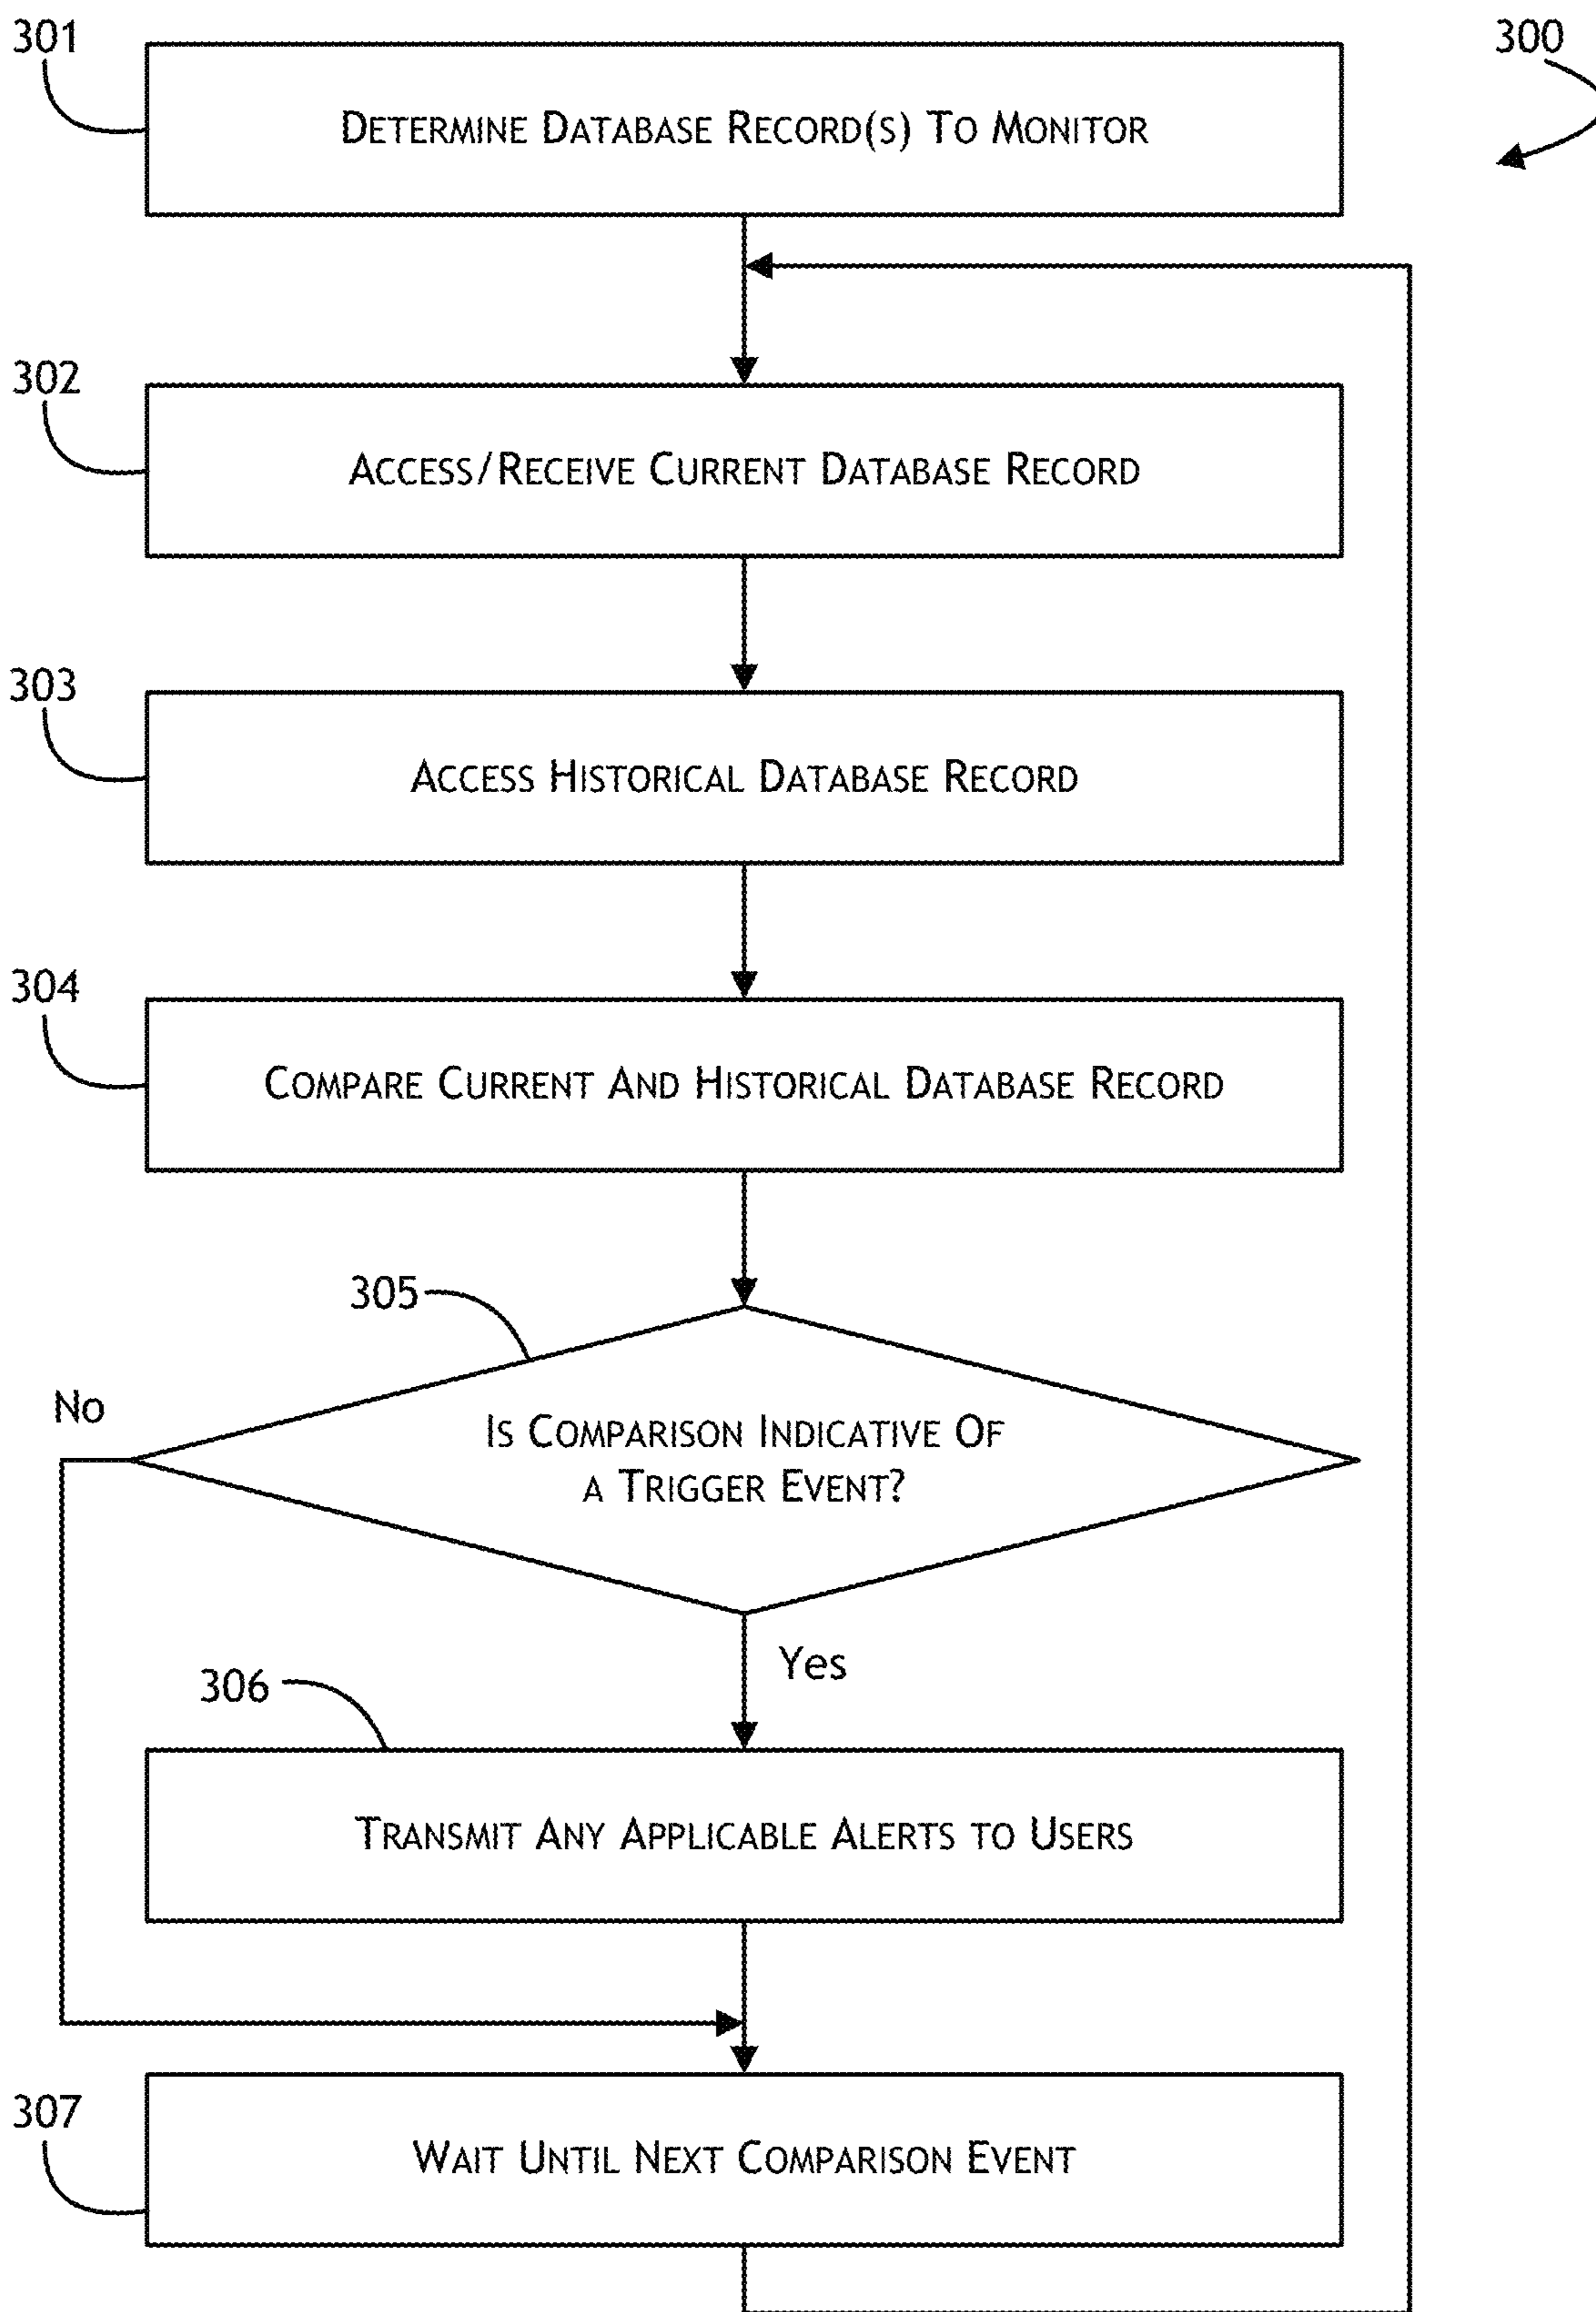 301
300
DETERMINE DATABASE RECORD(S) TO MONITOR
302
ACCESS/RECEIVE CURRENT DATABASE RECORD
303
ACCESS HISTORICAL DATABASE RECORD
304
COMPARE CURRENT AND HISTORICAL DATABASE RECORD
305
No
IS COMPARISON INDICATIVE OF
A TRIGGER EVENT?
Yes
306
TRANSMIT ANY APPLICABLE ALERTS TO USERS
307
WAIT UNTIL NEXT COMPARISON EVENT